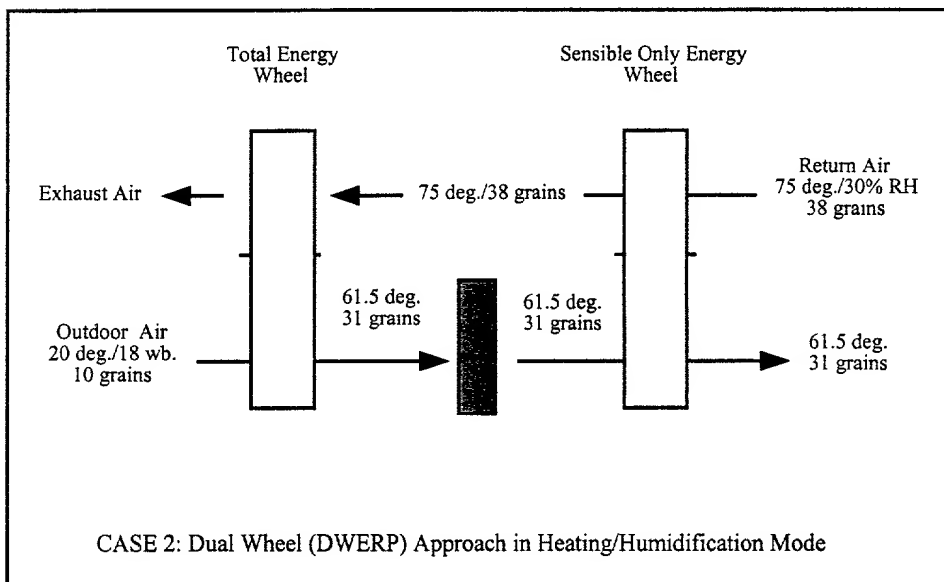 Total Energy
Wheel
Sensible Only Energy
Wheel
Exhaust Air
75 deg./38 grains
Return Air
75 deg./30% RH
38 grains
61.5 deg.
31 grains
61.5 deg.
31 grains
Outdoor Air
20 deg./18 wb.
10 grains
61.5 deg.
31 grains
CASE 2: Dual Wheel (DWERP) Approach in Heating/Humidification Mode